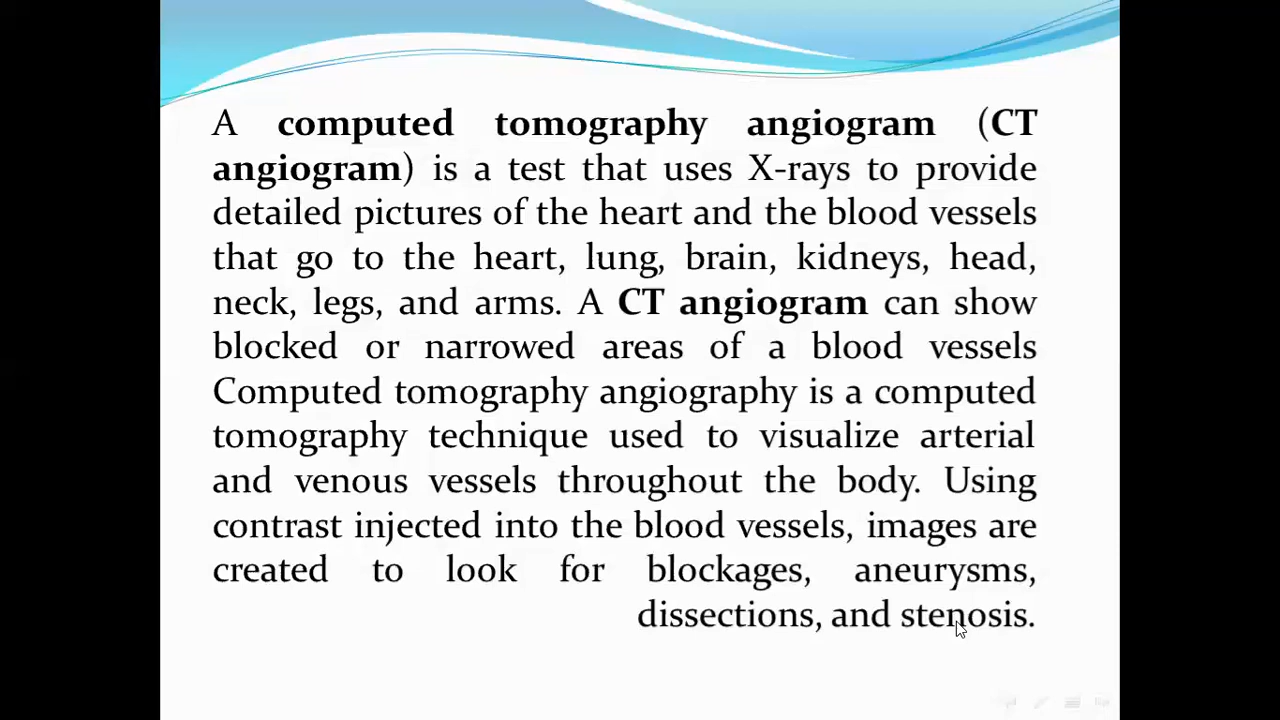 A computed tomography angiogram (CT
angiogram) is a test that uses X-rays to provide
detailed pictures of the heart and the blood vessels
that go to the heart, lung, brain, kidneys, head,
neck, legs, and arms. A CT angiogram can show
blocked or narrowed areas of a blood vessels
Computed tomography angiography is a computed
tomography technique used to visualize arterial
and venous vessels throughout the body. Using
contrast injected into the blood vessels, images are
created to look for blockages, aneurysms,
dissections, and stenosis.